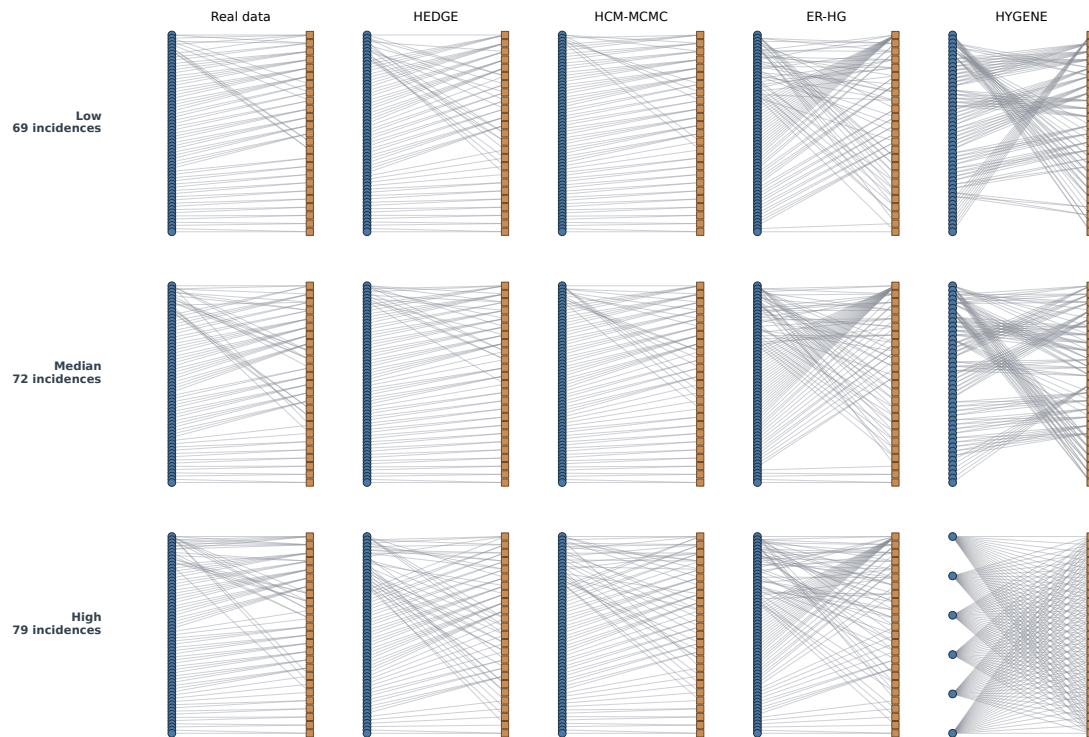 Real data
HEDGE
HCM-MCMC
ER-HG
HYGENE
Low
69 incidences
Median
72 incidences
High
79 incidences